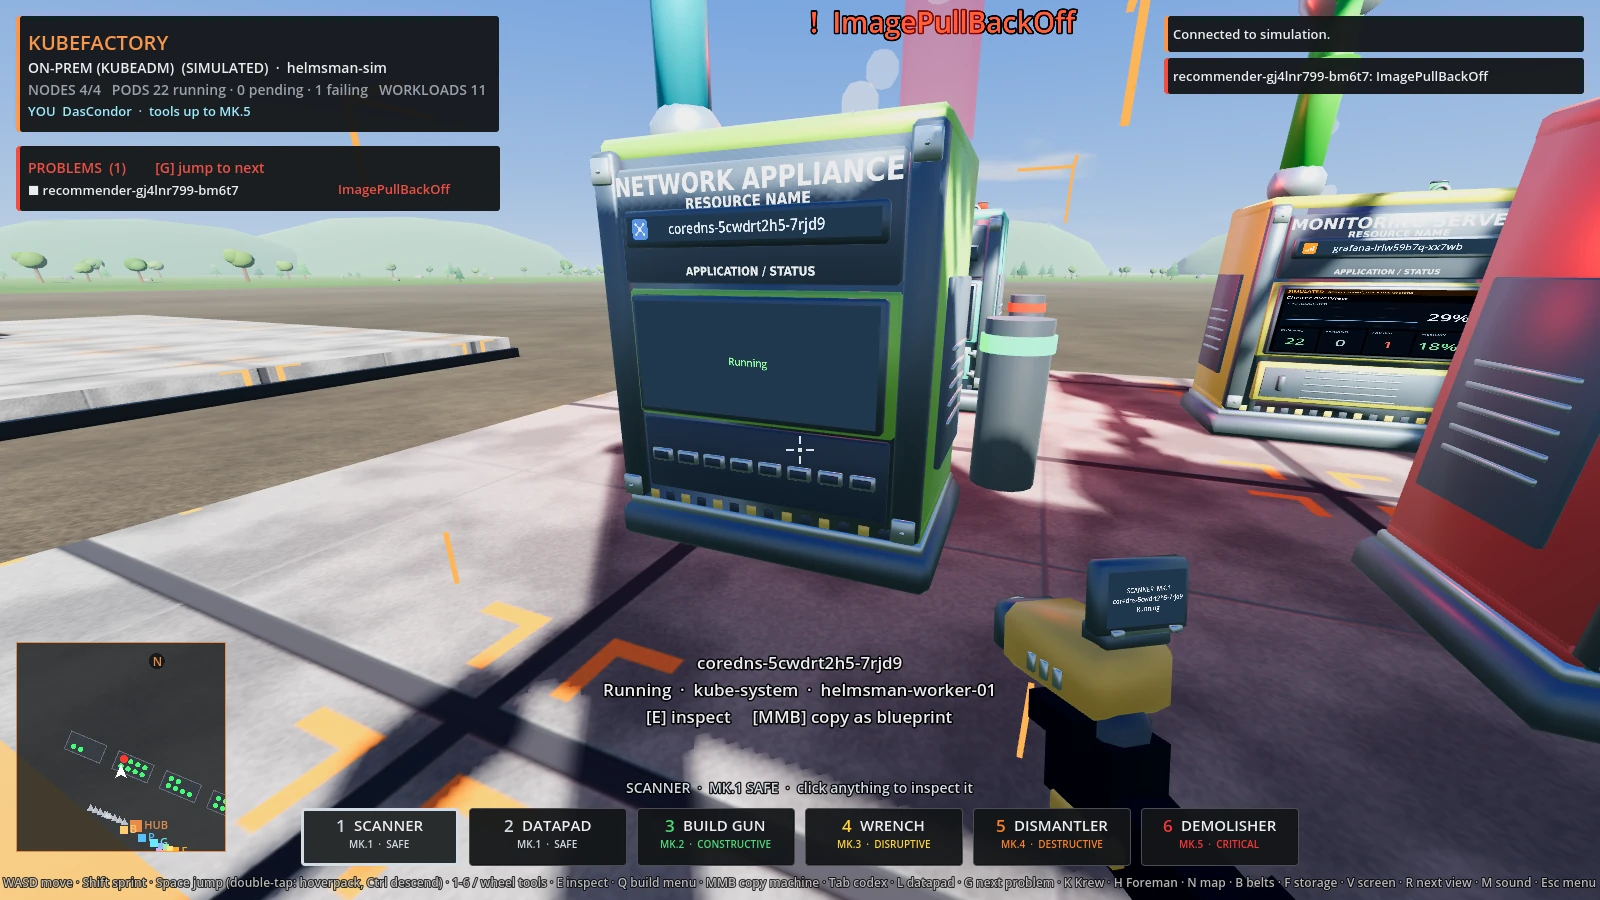 ! ImagePullBackOff
KUBEFACTORY
ON-PREM (KUBEADM) (SIMULATED) · helmsman-sim
NODES 4/4 PODS 22 running · 0 pending · 1 failing WORKLOADS 11
YOU DasCondor · tools up to MK.5
PROBLEMS (1) [G] jump to next
recommender-gj4lnr799-bm6t7 ImagePullBackOff
Connected to simulation.
recommender-gj4lnr799-bm6t7: ImagePullBackOff
NETWORK APPLIANCE
RESOURCE NAME
coredns-5cwdrt2h5-7rjd9
APPLICATION / STATUS
Running
MONITORING SERVE
RESOURCE NAME
grafana-lrlw59b7q-xx7wb
APPLICATION / STATUS
29%
22 0 1 18%
SCANNER MK.1
coredns-5cwdrt2h5-7rjd9
Running
coredns-5cwdrt2h5-7rjd9
Running · kube-system · helmsman-worker-01
[E] inspect [MMB] copy as blueprint
N
HUB
SCANNER · MK.1 SAFE · click anything to inspect it
1 SCANNER
MK.1 · SAFE
2 DATAPAD
MK.1 · SAFE
3 BUILD GUN
MK.2 · CONSTRUCTIVE
4 WRENCH
MK.3 · DISRUPTIVE
5 DISMANTLER
MK.4 · DESTRUCTIVE
6 DEMOLISHER
MK.5 · CRITICAL
WASD move · Shift sprint · Space jump (double-tap: hoverpack, Ctrl descend) · 1-6 / wheel tools · E inspect · Q build menu · MMB copy machine · Tab codex · L datapad · G next problem · K Krew · H Foreman · N map · B belts · F storage · V screen · R next view · M sound · Esc menu